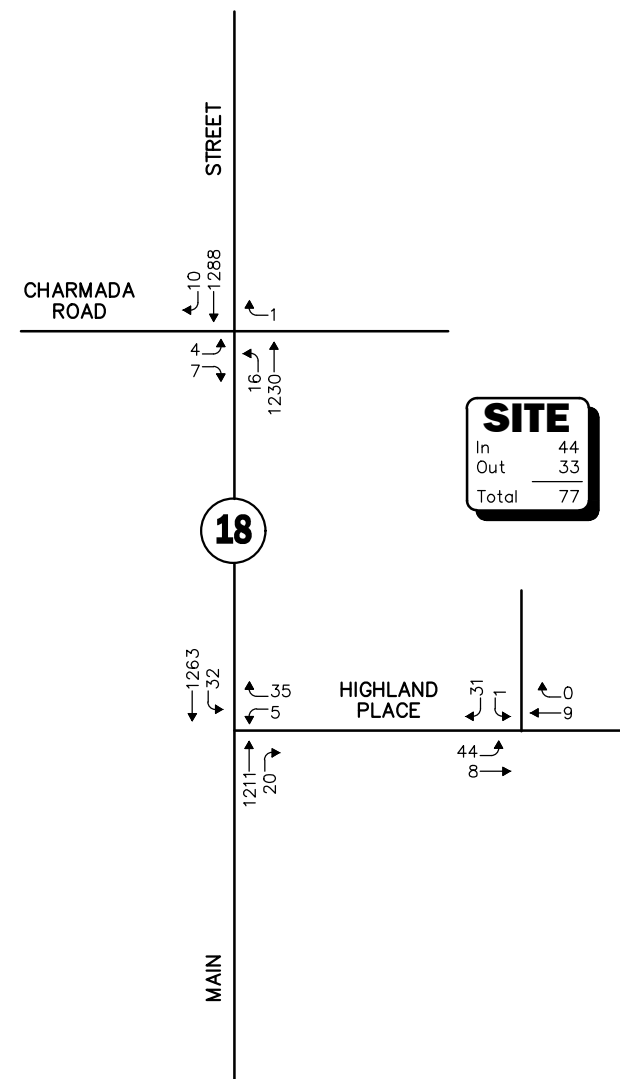 STREET
10
1288
CHARMADA
ROAD
1
4
7
16
1230
SITE
In 44
Out 33
Total 77
18
1263
32
35
5
HIGHLAND
PLACE
31
1
0
9
1211
20
44
8
MAIN